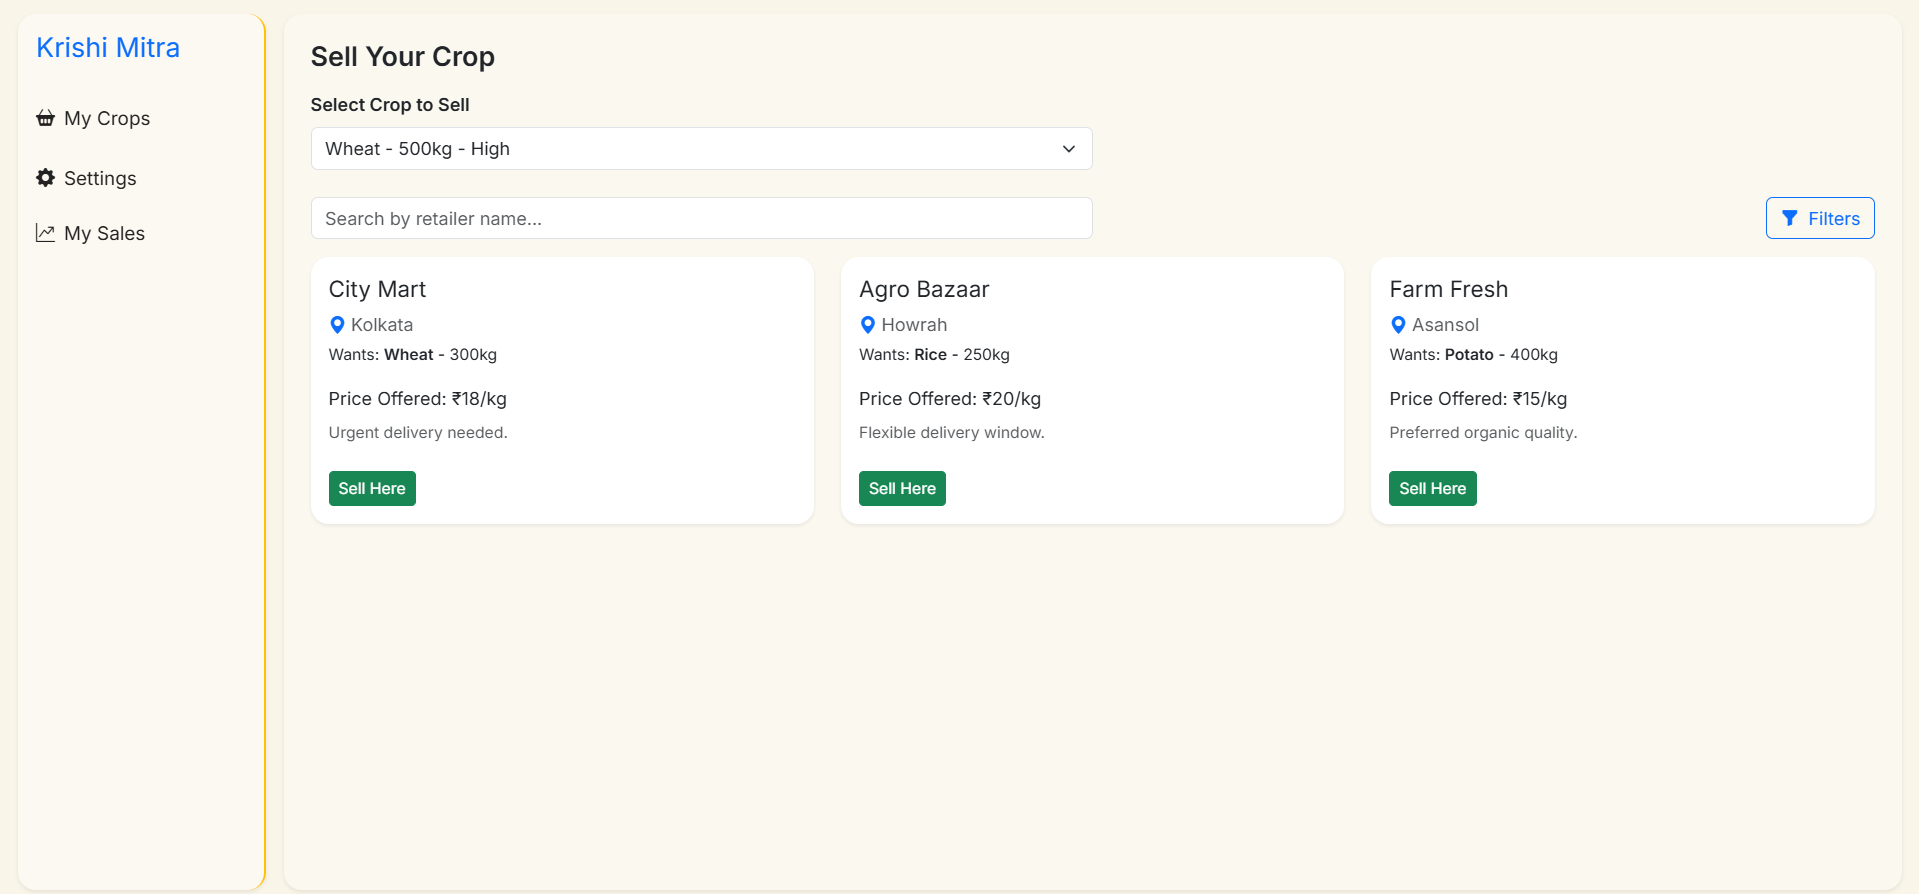 Krishi Mitra
My Crops
Settings
My Sales
Sell Your Crop
Select Crop to Sell
Wheat - 500kg - High
Search by retailer name...
Filters
City Mart
Kolkata
Wants: Wheat - 300kg
Price Offered: ₹18/kg
Urgent delivery needed.
Sell Here
Agro Bazaar
Howrah
Wants: Rice - 250kg
Price Offered: ₹20/kg
Flexible delivery window.
Sell Here
Farm Fresh
Asansol
Wants: Potato - 400kg
Price Offered: ₹15/kg
Preferred organic quality.
Sell Here